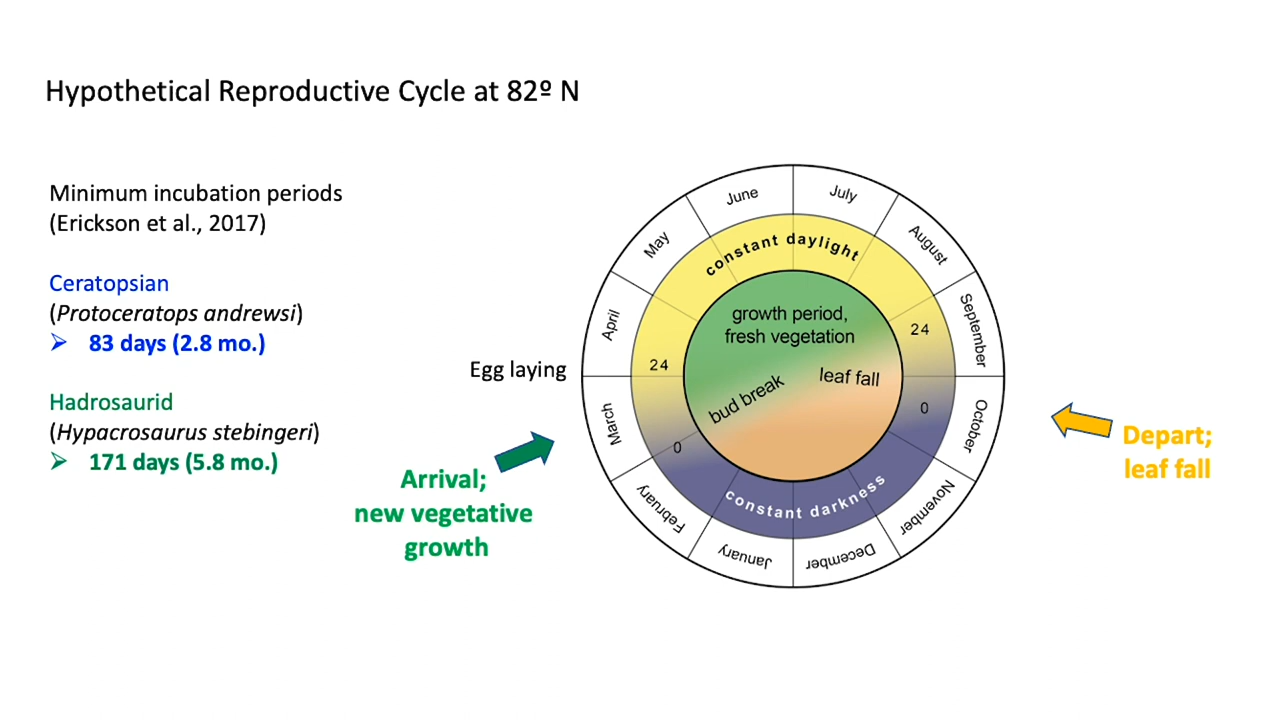 Hypothetical Reproductive Cycle at 82º N
Minimum incubation periods
(Erickson et al., 2017)
Ceratopsian
(Protoceratops andrewsi)
➢ 83 days (2.8 mo.)
Hadrosaurid
(Hypacrosaurus stebingeri)
➢ 171 days (5.8 mo.)
Egg laying
Arrival;
new vegetative
growth
June
July
August
September
October
November
December
January
February
March
April
May
constant daylight
24
0
constant darkness
0
24
growth period,
fresh vegetation
bud break
leaf fall
Depart;
leaf fall